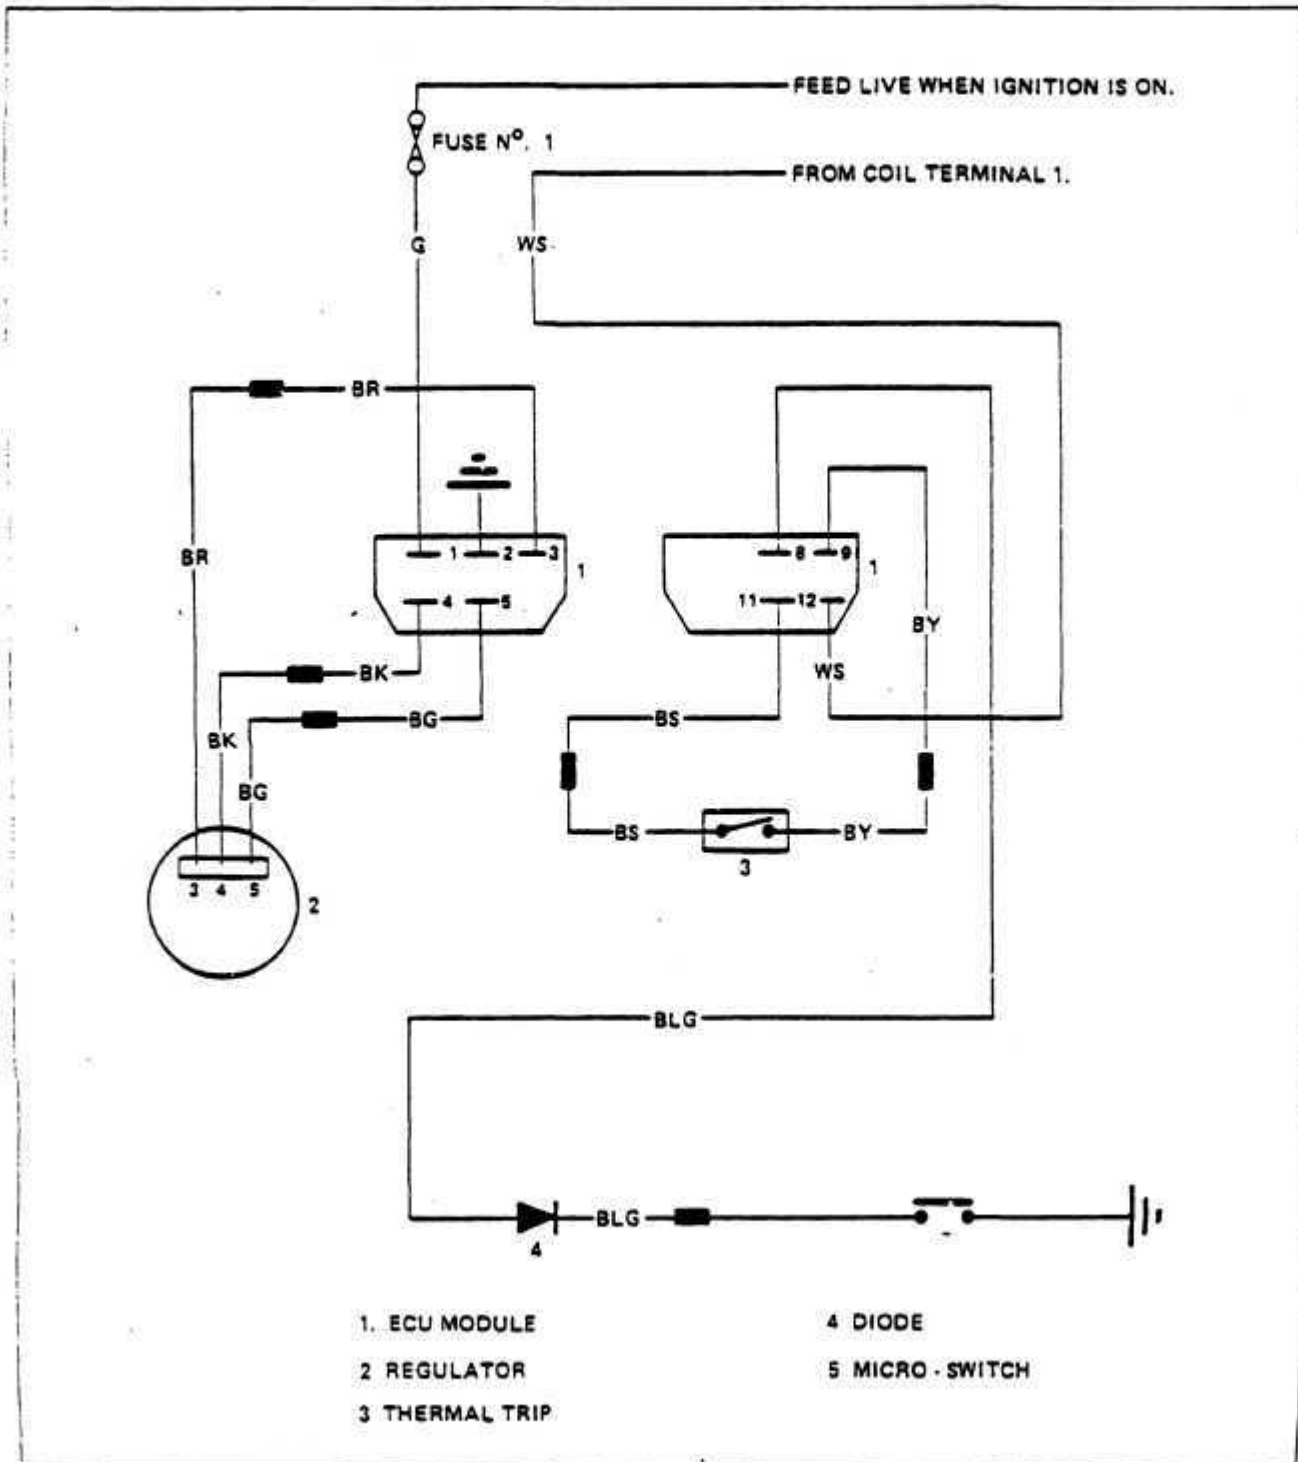 FEED LIVE WHEN IGNITION IS ON.
FUSE Nº. 1
FROM COIL TERMINAL 1.
G
WS
BR
1 2 3
4 5
1
8 9
11 12
1
BR
BY
WS
BK
BG
BS
BK
BG
BS
BY
3
3 4 5
2
BLG
BLG
4
1. ECU MODULE
2 REGULATOR
3 THERMAL TRIP
4 DIODE
5 MICRO - SWITCH